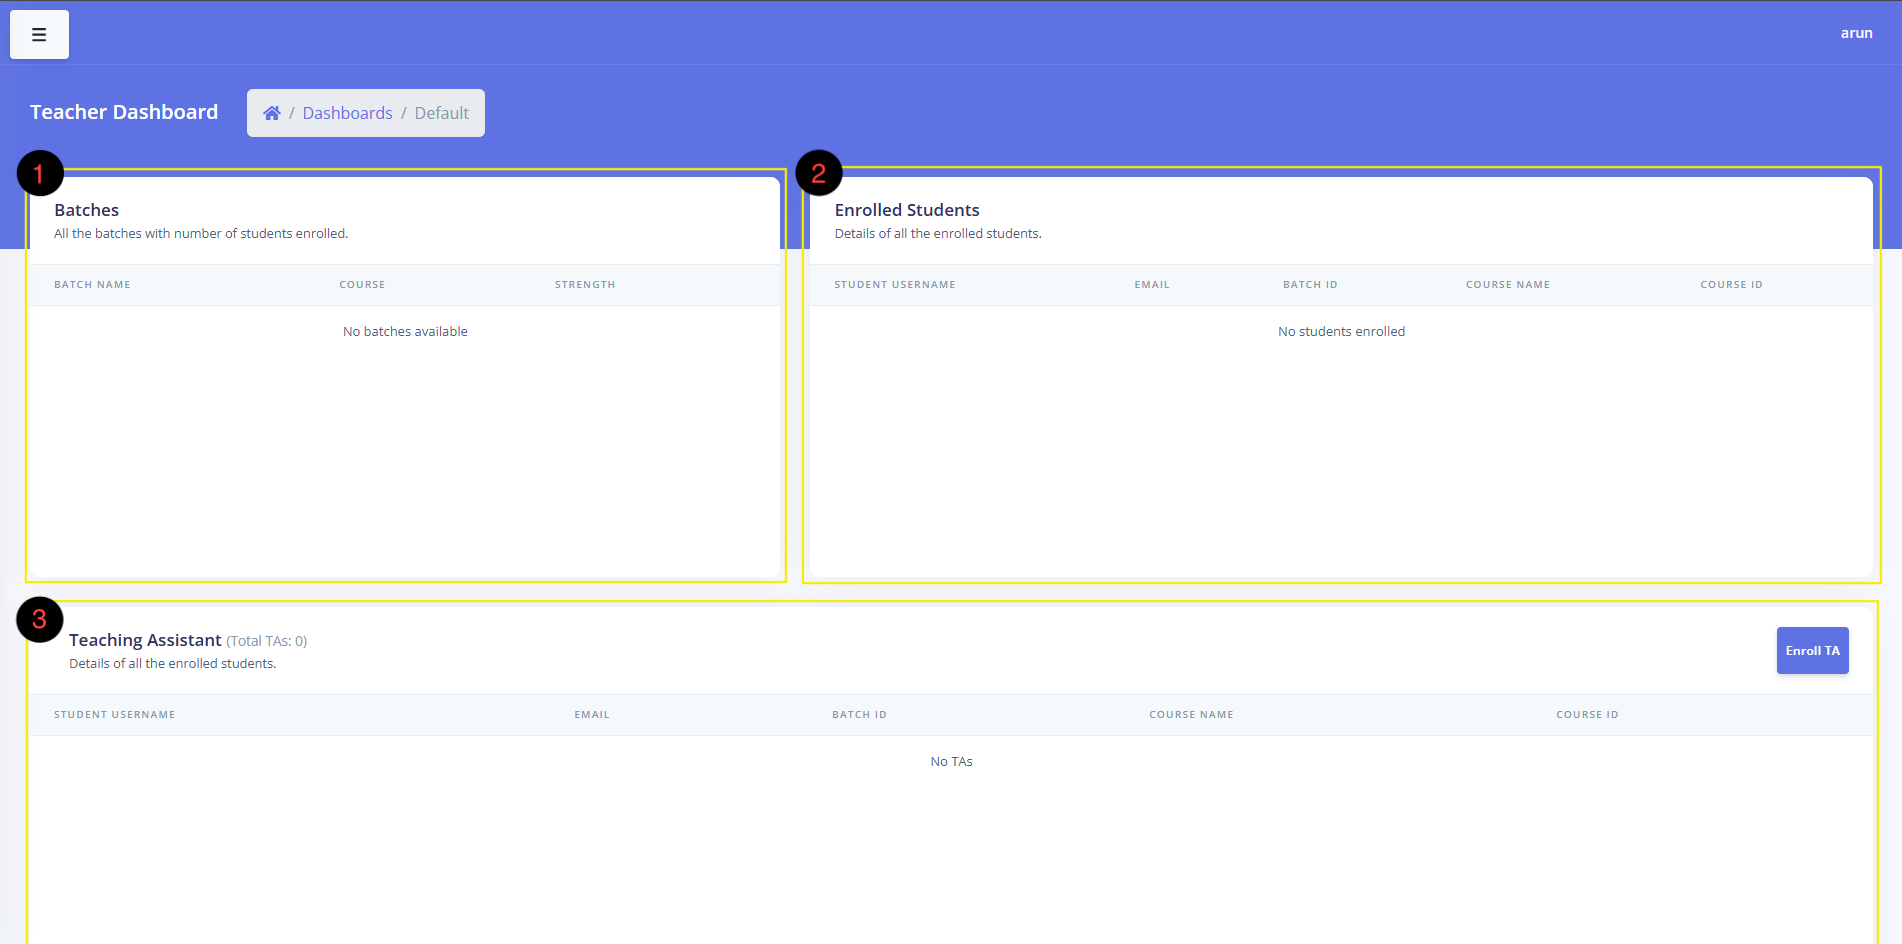 arun
Teacher Dashboard
/ Dashboards / Default
1
Batches
All the batches with number of students enrolled.
BATCH NAME COURSE STRENGTH
No batches available
2
Enrolled Students
Details of all the enrolled students.
STUDENT USERNAME EMAIL BATCH ID COURSE NAME COURSE ID
No students enrolled
3
Teaching Assistant (Total TAs: 0)
Details of all the enrolled students.
Enroll TA
STUDENT USERNAME EMAIL BATCH ID COURSE NAME COURSE ID
No TAs